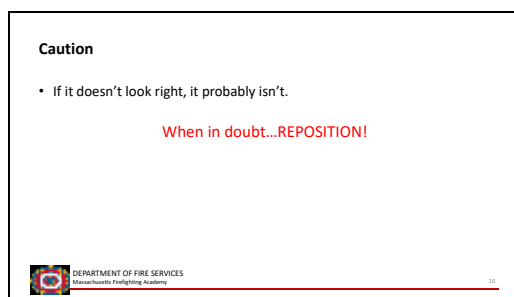 Caution
• If it doesn’t look right, it probably isn’t.
When in doubt…REPOSITION!
DEPARTMENT OF FIRE SERVICES
Massachusetts Firefighting Academy
10